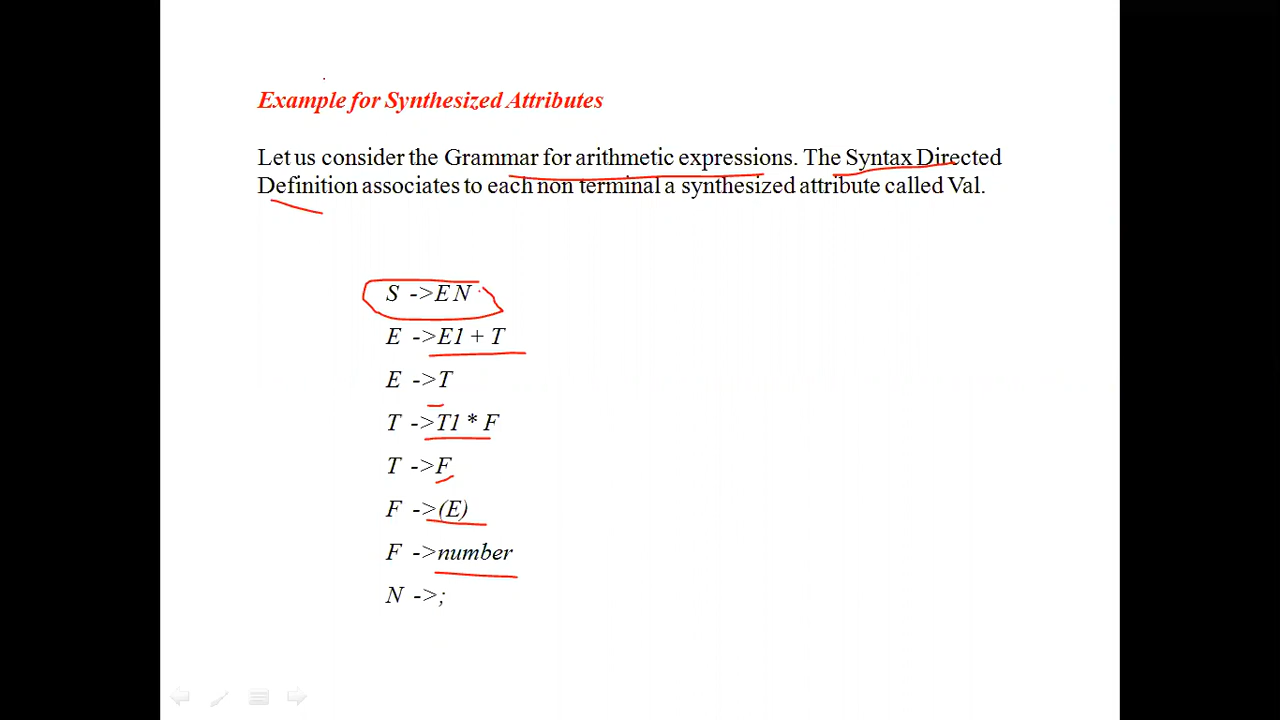 Example for Synthesized Attributes
Let us consider the Grammar for arithmetic expressions. The Syntax Directed
Definition associates to each non terminal a synthesized attribute called Val.
S ->E N
E ->E1 + T
E ->T
T ->T1 * F
T ->F
F ->(E)
F ->number
N ->;